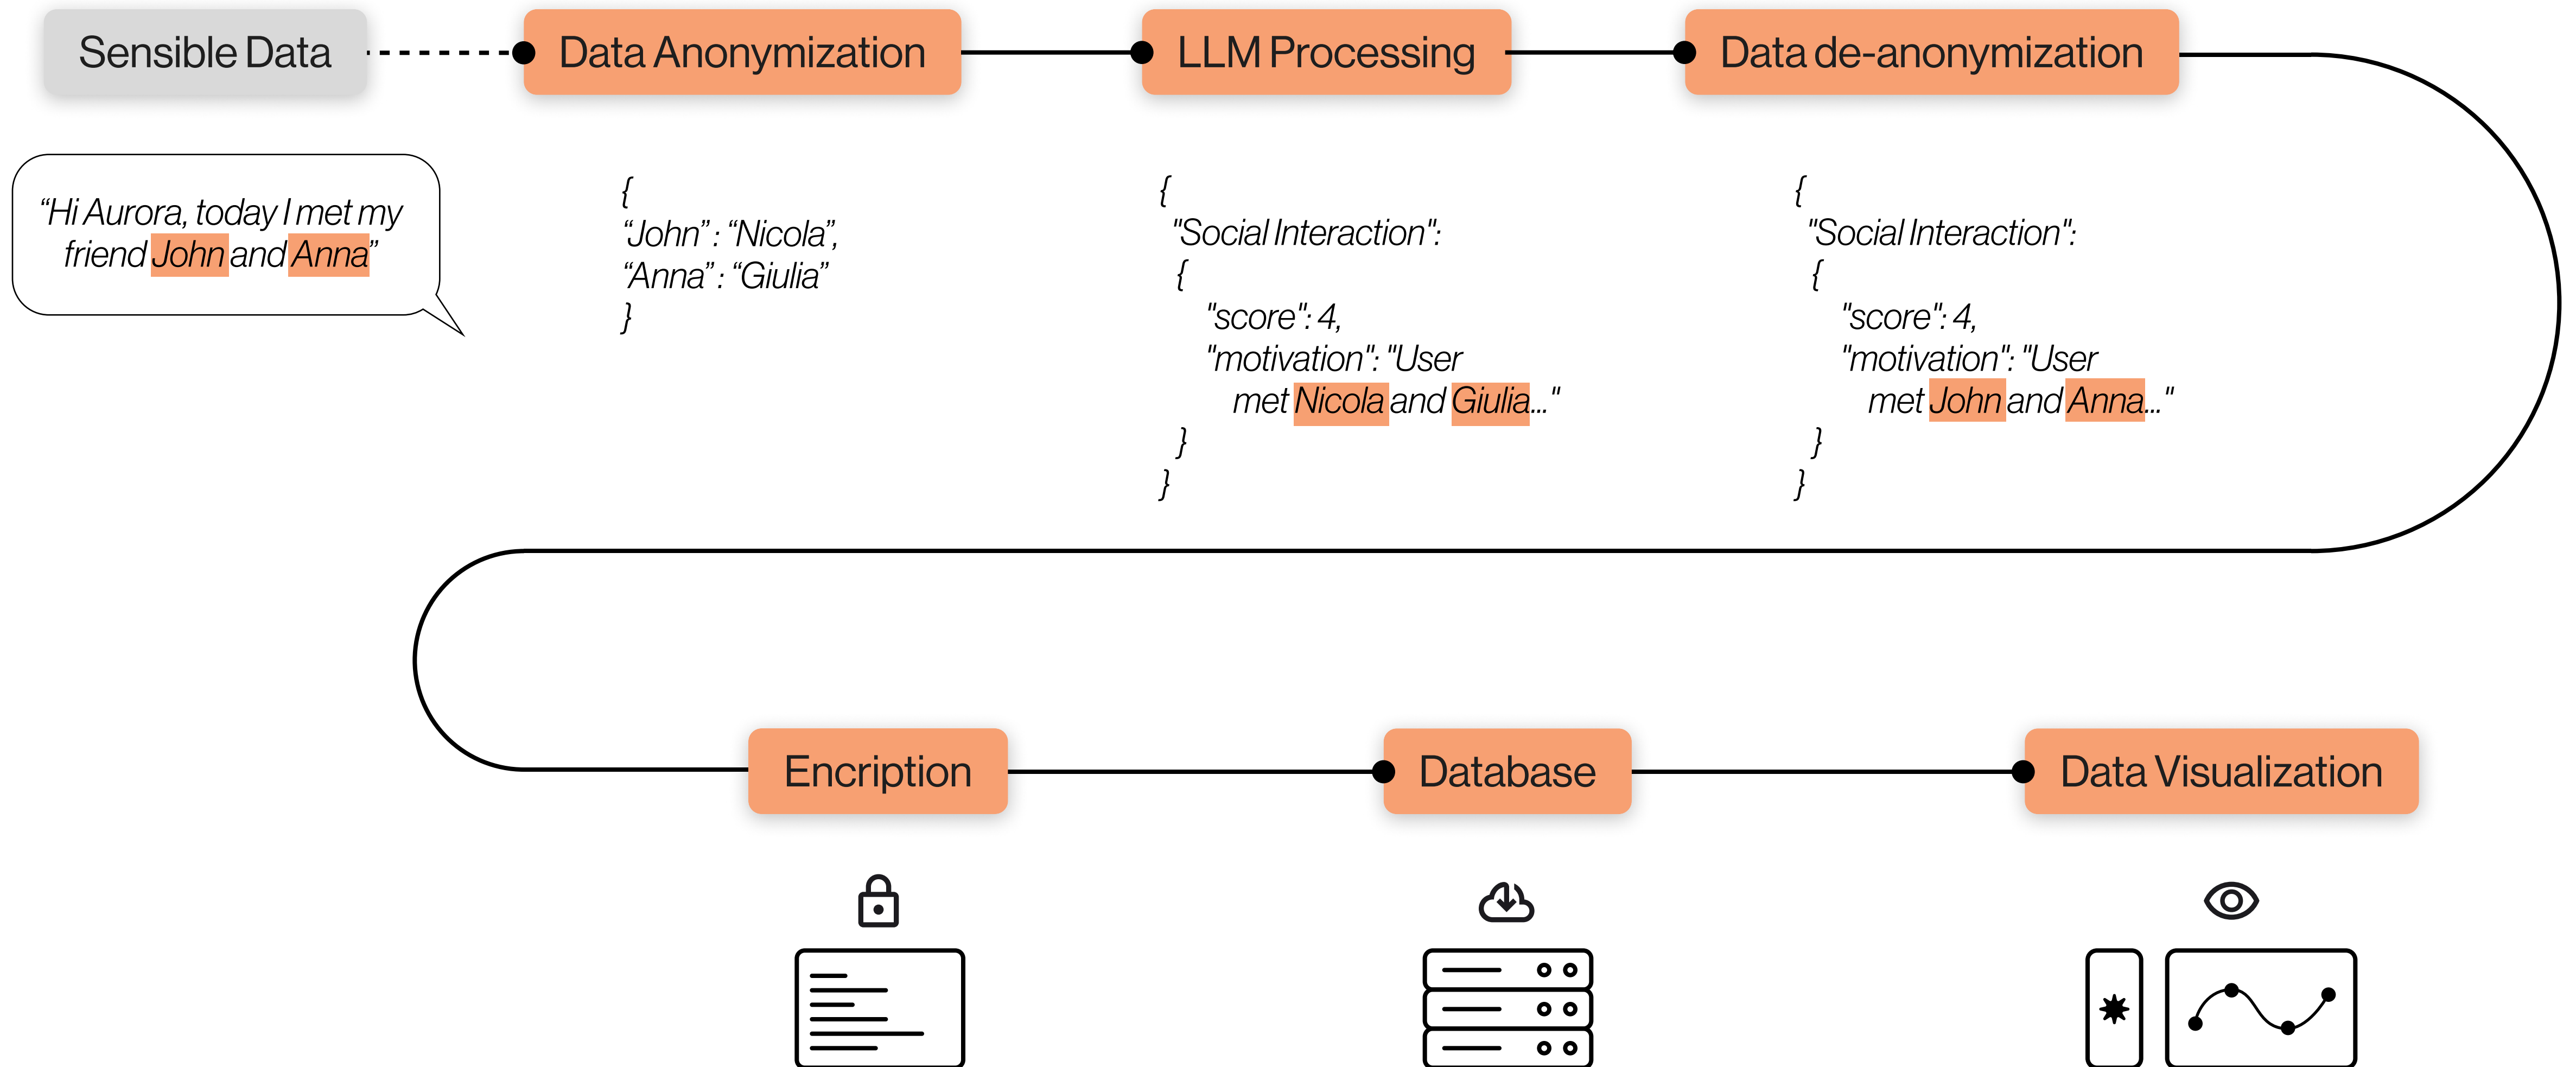 Sensible Data
Data Anonymization
LLM Processing
Data de-anonymization
“Hi Aurora, today I met my
friend John and Anna”
{
“John” : “Nicola”,
“Anna” : “Giulia”
}
{
"Social Interaction":
{
"score": 4,
"motivation": "User
met Nicola and Giulia..."
}
}
{
"Social Interaction":
{
"score": 4,
"motivation": "User
met John and Anna..."
}
}
Encription
Database
Data Visualization